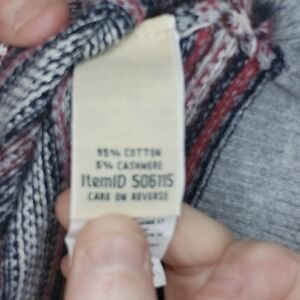 95% COTTON
5% CASHMERE
ItemID 506115
CARE ON REVERSE